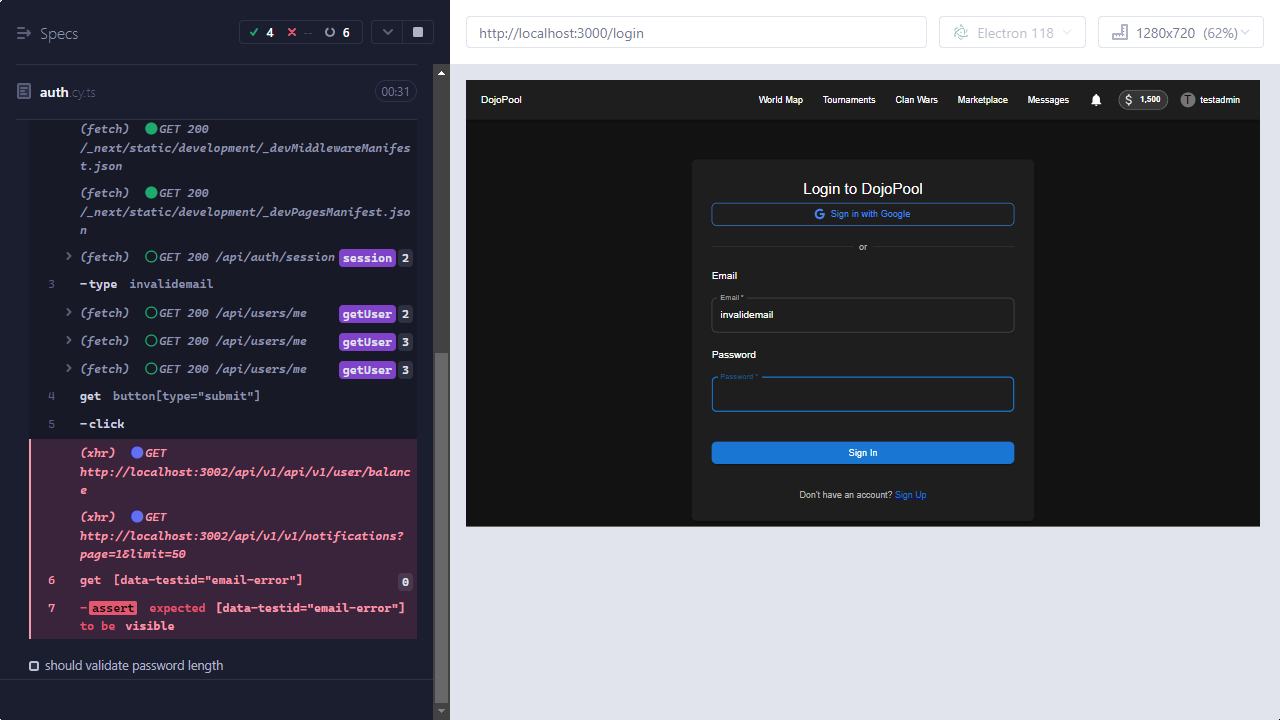 Specs
4
--
6
auth.cy.ts
00:31
(fetch) GET 200
/_next/static/development/_devMiddlewareManifes
t.json
(fetch) GET 200
/_next/static/development/_devPagesManifest.jso
n
(fetch) GET 200 /api/auth/session session 2
3 -type invalidemail
(fetch) GET 200 /api/users/me getUser 2
(fetch) GET 200 /api/users/me getUser 3
(fetch) GET 200 /api/users/me getUser 3
4 get button[type="submit"]
5 -click
(xhr) GET
http://localhost:3002/api/v1/api/v1/user/balanc
e
(xhr) GET
http://localhost:3002/api/v1/v1/notifications?
page=1&limit=50
6 get [data-testid="email-error"] 0
7 -assert expected [data-testid="email-error"]
to be visible
should validate password length
http://localhost:3000/login
Electron 118
1280x720 (62%)
DojoPool
World Map
Tournaments
Clan Wars
Marketplace
Messages
$ 1,500
T testadmin
Login to DojoPool
G Sign in with Google
or
Email
Email *
invalidemail
Password
Password *
Sign In
Don't have an account? Sign Up